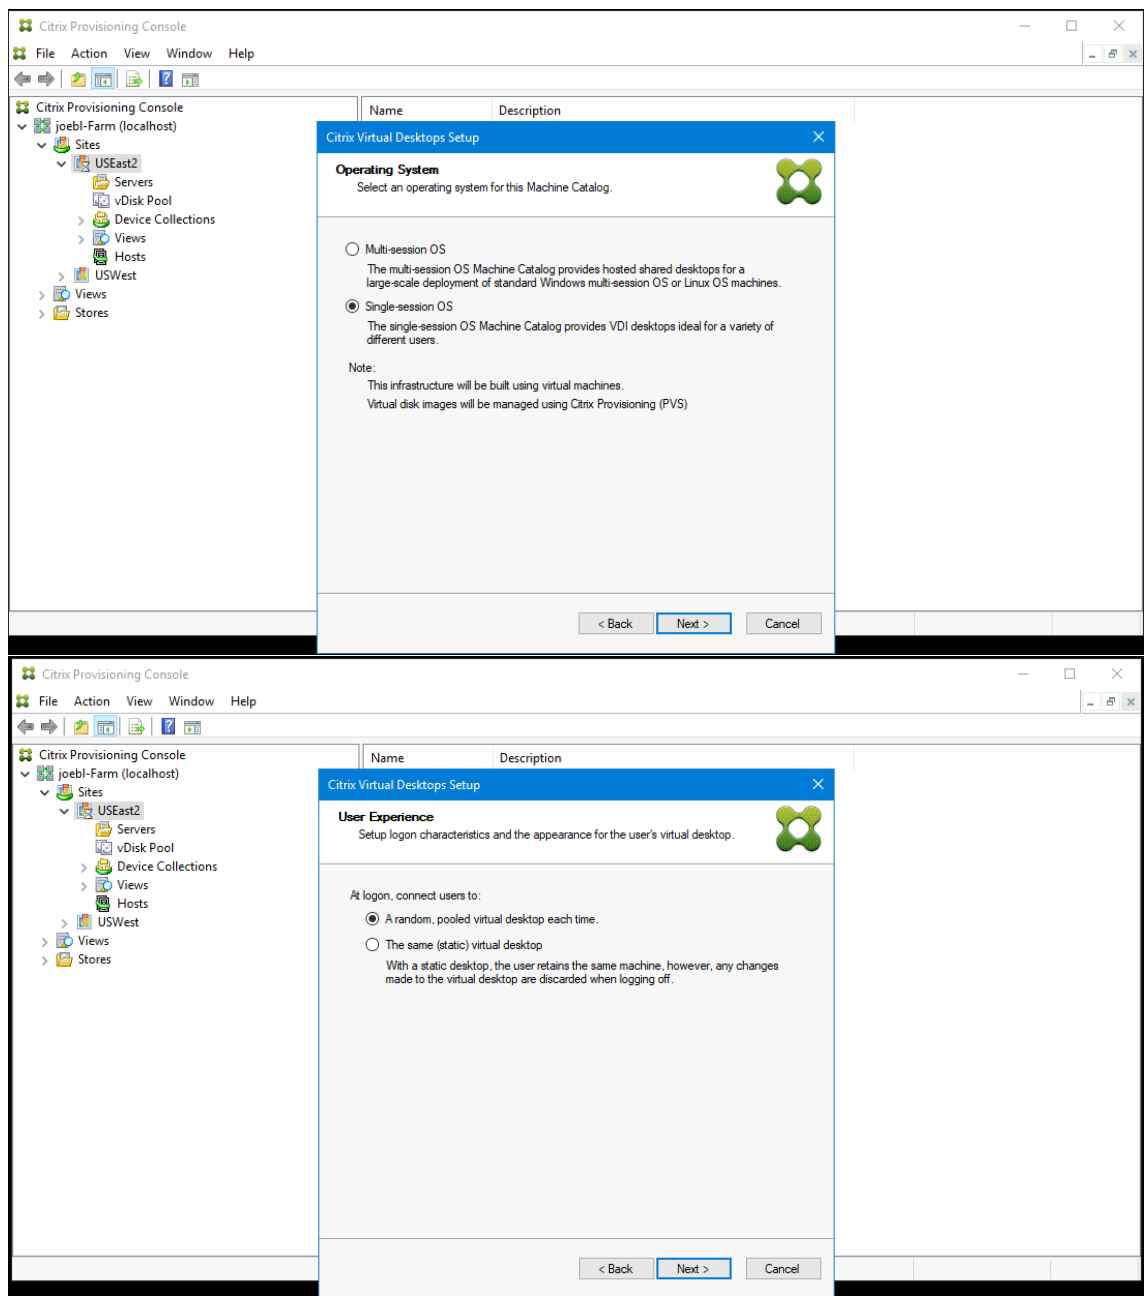 Citrix Provisioning Console
File Action View Window Help
Citrix Provisioning Console
joebl-Farm (localhost)
Sites
USEast2
Servers
vDisk Pool
Device Collections
Views
Hosts
USWest
Views
Stores
Name Description
Citrix Virtual Desktops Setup
Operating System
Select an operating system for this Machine Catalog.
Multi-session OS
The multi-session OS Machine Catalog provides hosted shared desktops for a
large-scale deployment of standard Windows multi-session OS or Linux OS machines.
Single-session OS
The single-session OS Machine Catalog provides VDI desktops ideal for a variety of
different users.
Note:
This infrastructure will be built using virtual machines.
Virtual disk images will be managed using Citrix Provisioning (PVS)
< Back Next > Cancel
Citrix Provisioning Console
File Action View Window Help
Citrix Provisioning Console
joebl-Farm (localhost)
Sites
USEast2
Servers
vDisk Pool
Device Collections
Views
Hosts
USWest
Views
Stores
Name Description
Citrix Virtual Desktops Setup
User Experience
Setup logon characteristics and the appearance for the user's virtual desktop.
At logon, connect users to:
A random, pooled virtual desktop each time.
The same (static) virtual desktop
With a static desktop, the user retains the same machine, however, any changes
made to the virtual desktop are discarded when logging off.
< Back Next > Cancel